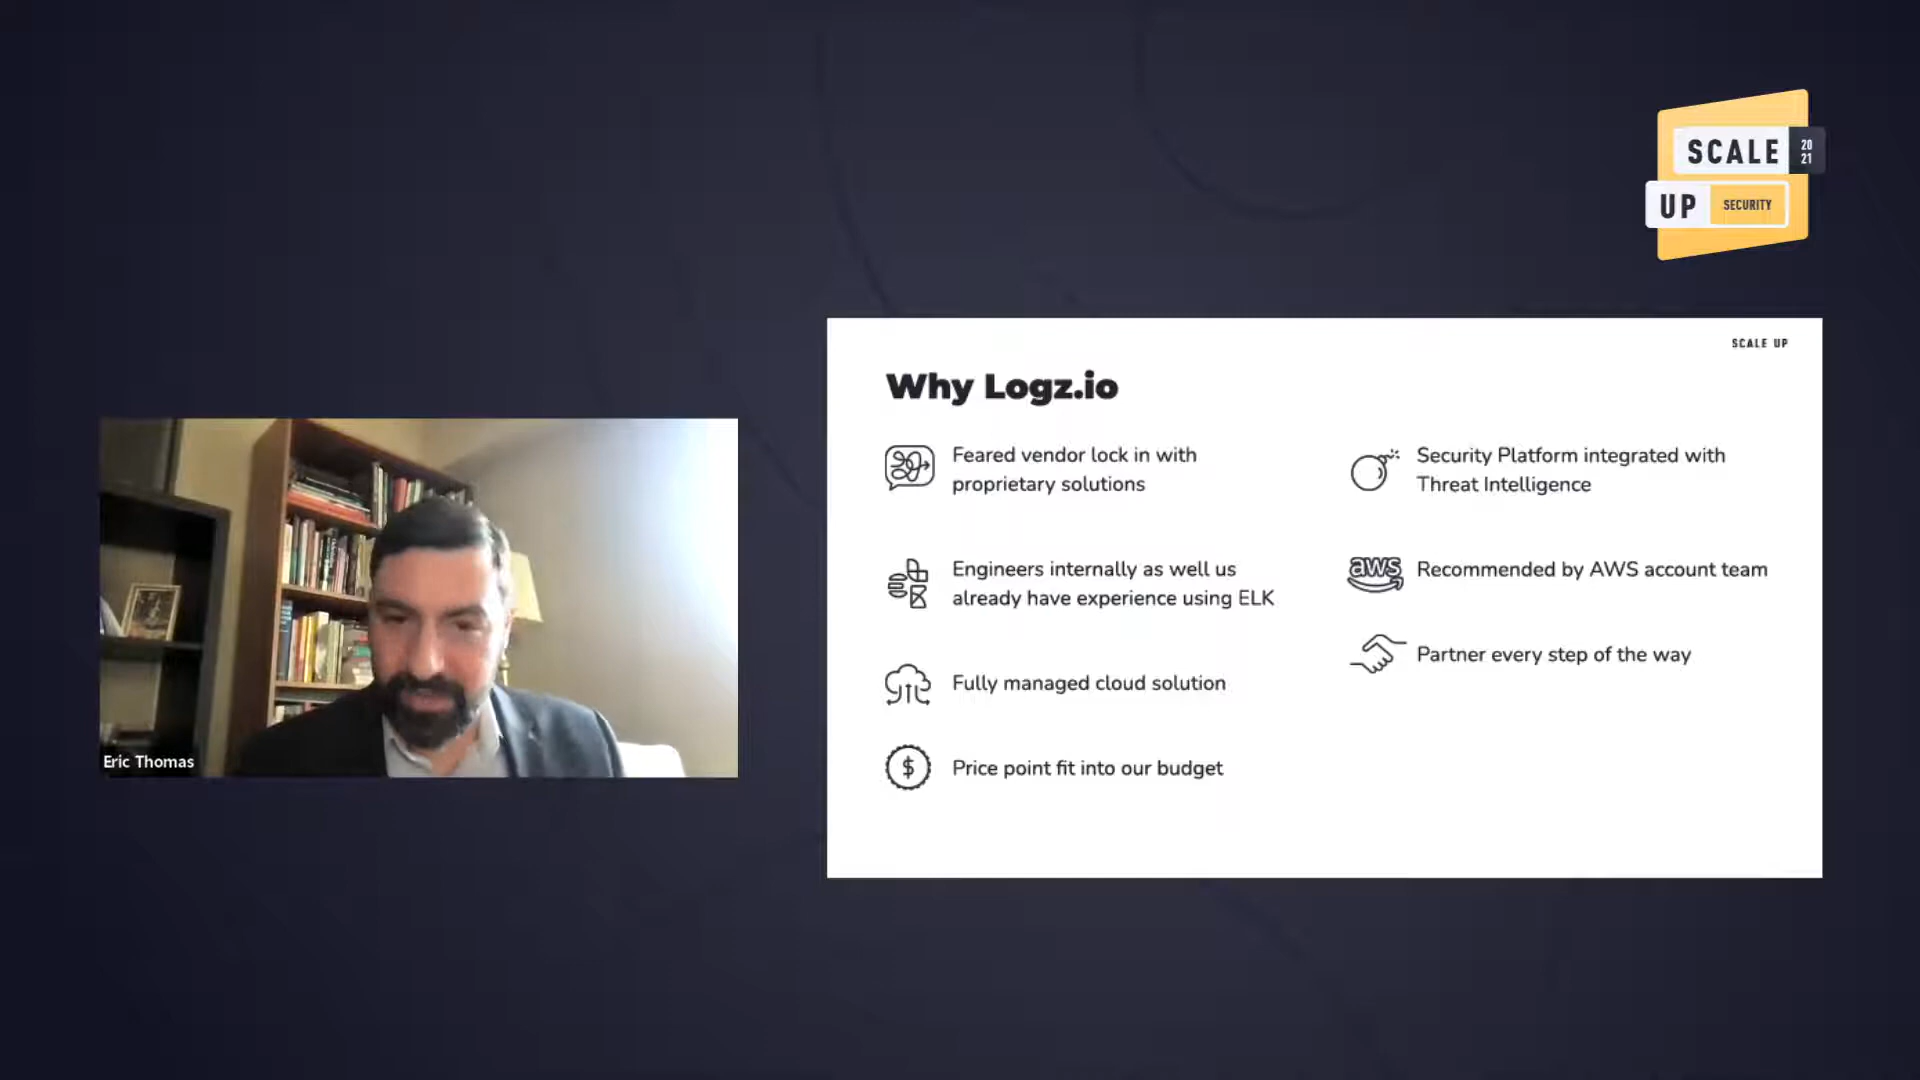 SCALE
20
21
UP
SECURITY
SCALE UP
Why Logz.io
Feared vendor lock in with
proprietary solutions
Engineers internally as well us
already have experience using ELK
Fully managed cloud solution
$
Price point fit into our budget
Security Platform integrated with
Threat Intelligence
aws
Recommended by AWS account team
Partner every step of the way
Eric Thomas